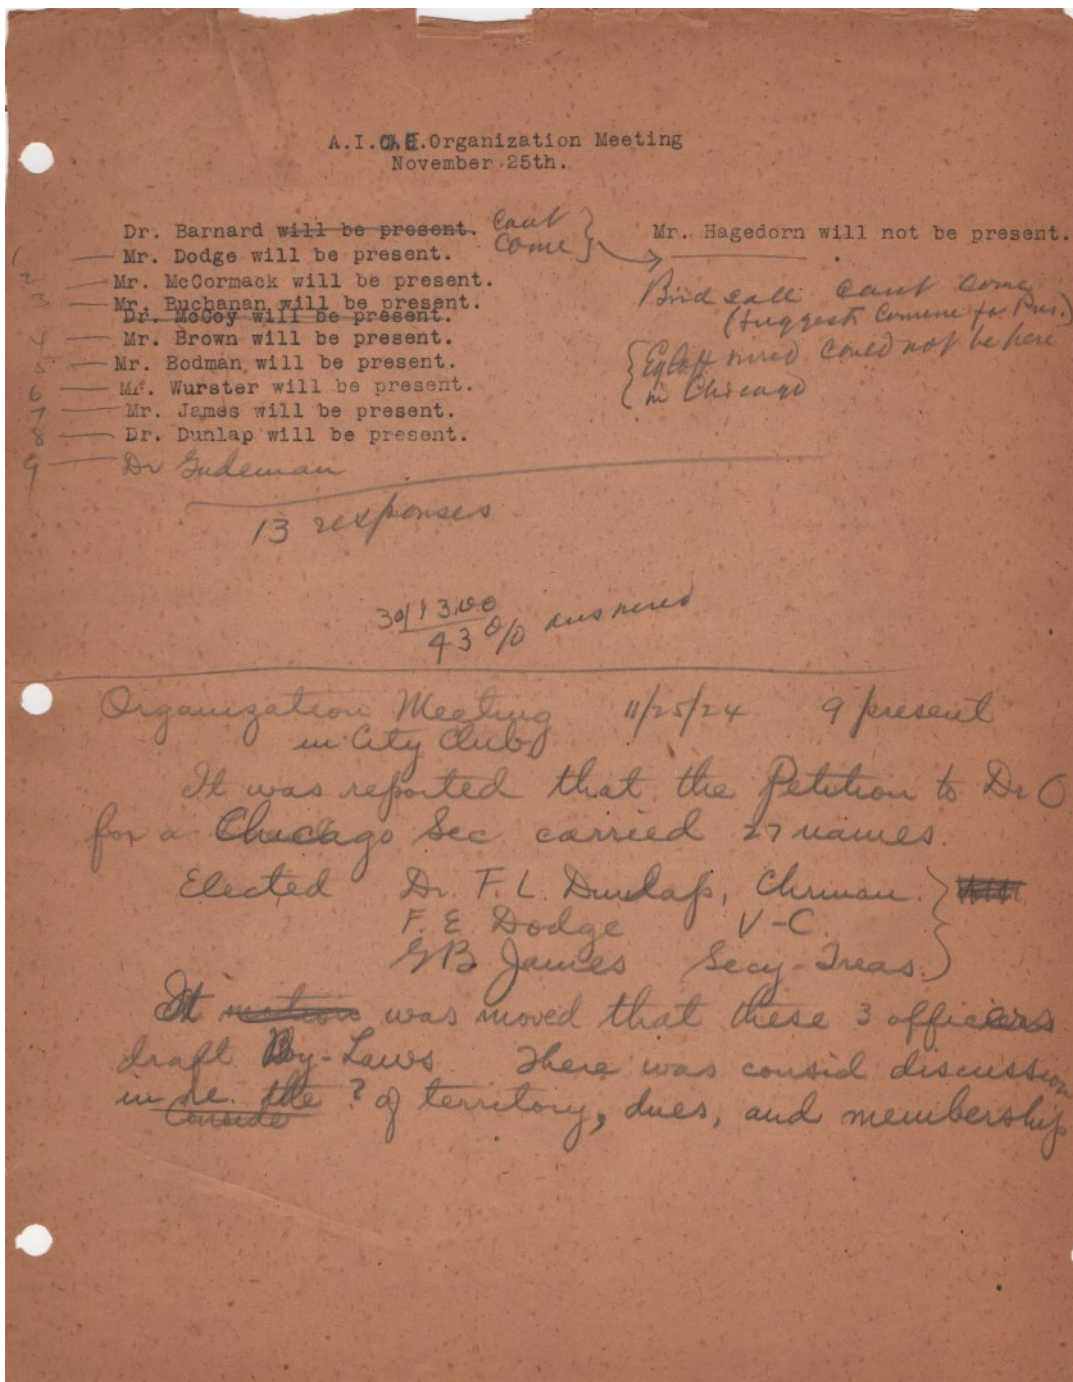 A.I.Ch.E.Organization Meeting
November 25th.
Dr. Barnard will be present. Cant come
Mr. Hagedorn will not be present.
1 — Mr. Dodge will be present.
2 — Mr. McCormack will be present.
3 — Mr. Buchanan will be present.
Dr. McCoy will be present.
4 — Mr. Brown will be present.
5 — Mr. Bodman will be present.
6 — Mr. Wurster will be present.
7 — Mr. James will be present.
8 — Dr. Dunlap will be present.
9 — Dr Gudeman
Birdsall cant come
(suggests for Pres.)
Egloff wired could not be here
in Chicago
13 responses
30/13.00
43 % answered
Organization Meeting 11/25/24 9 present
in City Club
It was reported that the Petition to Dr O
for a Chicago Sec carried 27 names.
Elected Dr. F. L. Dunlap, Chrman.
F. E. Dodge V-C.
G B James Secy-Treas.
It motion was moved that these 3 officers
draft By-Laws There was consid discussion
in re. the ? of territory, dues, and membership
Conside